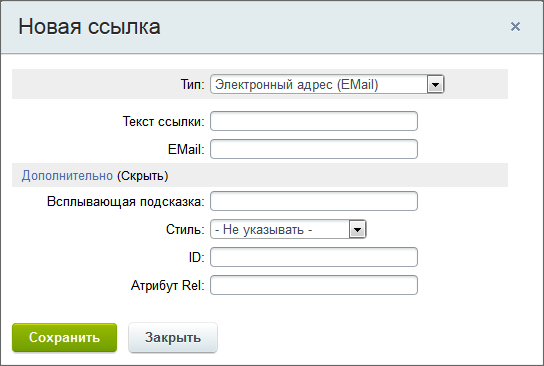 Новая ссылка
Тип: Электронный адрес (EMail)
Текст ссылки:
EMail:
Дополнительно (Скрыть)
Всплывающая подсказка:
Стиль: - Не указывать -
ID:
Атрибут Rel:
Сохранить Закрыть